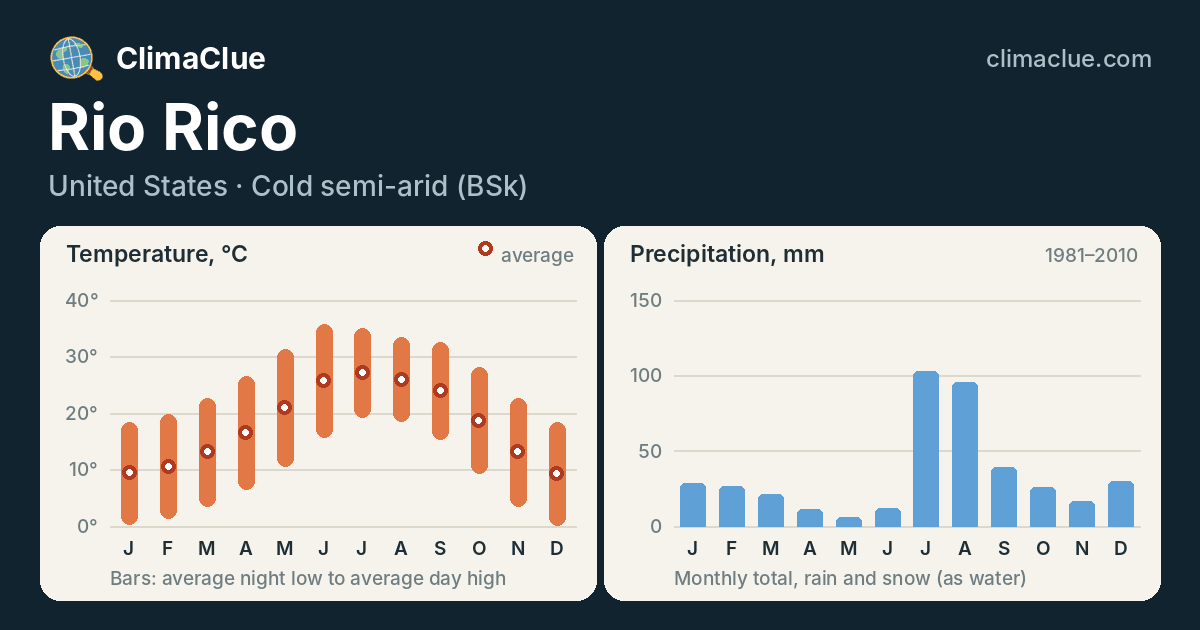 ClimaClue
climaclue.com
Rio Rico
United States · Cold semi-arid (BSk)
Temperature, °C
average
40°
30°
20°
10°
0°
J F M A M J J A S O N D
Bars: average night low to average day high
Precipitation, mm
1981–2010
150
100
50
0
J F M A M J J A S O N D
Monthly total, rain and snow (as water)